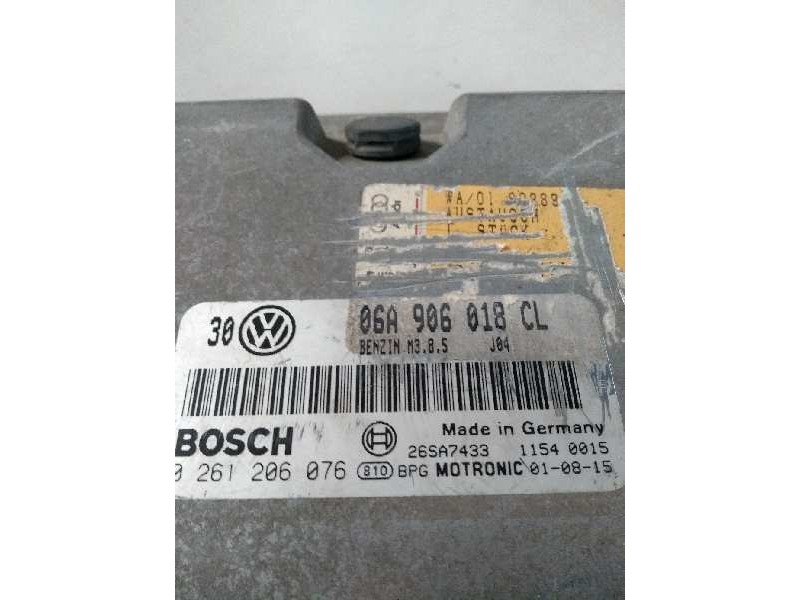 WA/01
AUSTAUSCH
30 06A 906 018 CL
BENZIN M3.8.5 J04
BOSCH
Made in Germany
26SA7433 1154 0015
0 261 206 076 810 BPG MOTRONIC 01-08-15